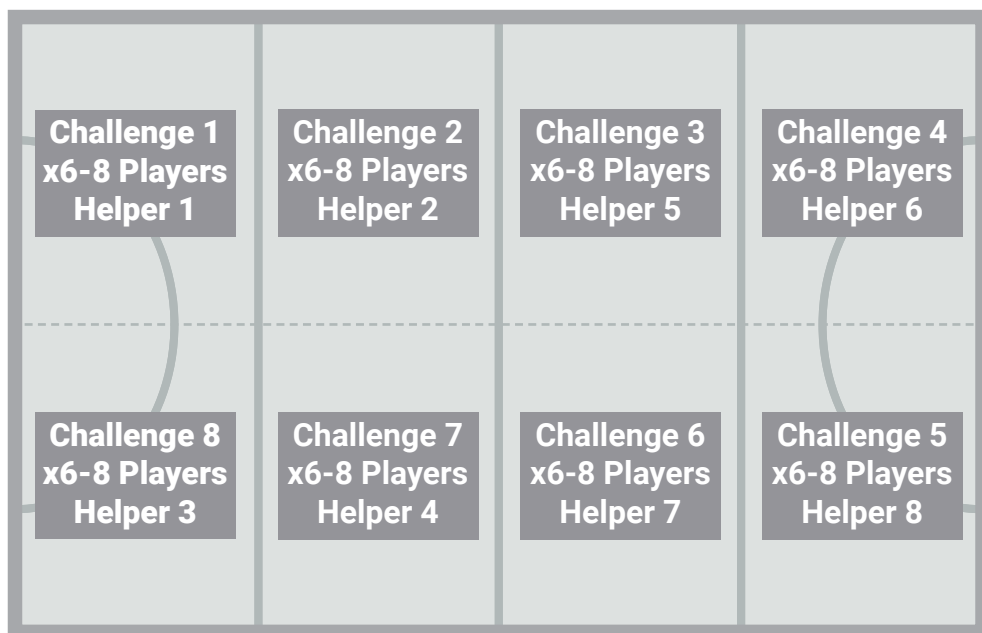 Challenge 1
x6-8 Players
Helper 1
Challenge 2
x6-8 Players
Helper 2
Challenge 3
x6-8 Players
Helper 5
Challenge 4
x6-8 Players
Helper 6
Challenge 8
x6-8 Players
Helper 3
Challenge 7
x6-8 Players
Helper 4
Challenge 6
x6-8 Players
Helper 7
Challenge 5
x6-8 Players
Helper 8